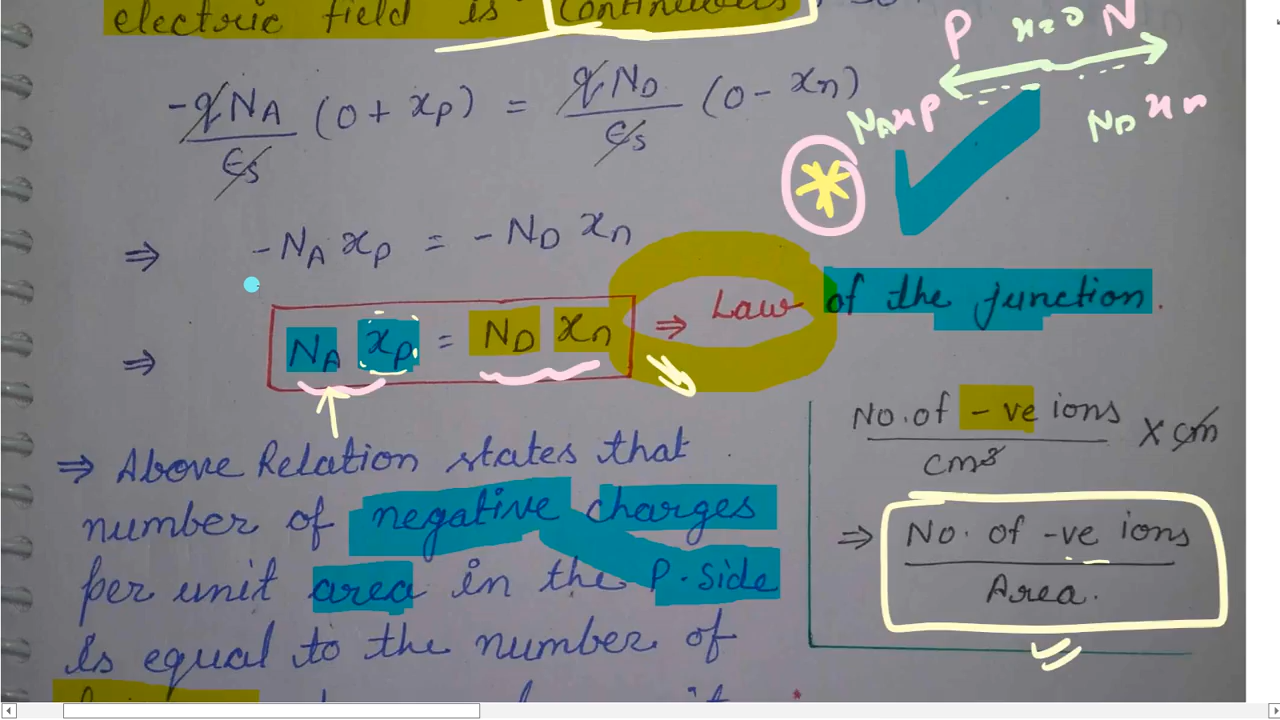 electric field is continuous
P x=0 N
-qNA/ϵs (0 + xp) = qND/ϵs (0 - xn)
NAxp ND xn
⇒ -NA xp = -ND xn
⇒ NA xp = ND xn ⇒ Law of the junction.
No. of -ve ions / cm3 × cm
⇒ Above Relation states that
number of negative charges
⇒ No. of -ve ions / Area.
per unit area in the P-side
is equal to the number of